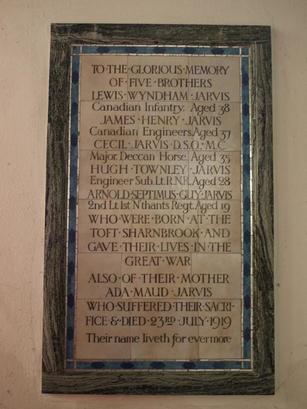 TO·THE·GLORIOUS·MEMORY
OF·FIVE·BROTHERS
LEWIS·WYNDHAM·JARVIS
Canadian Infantry. Aged 38
JAMES·HENRY·JARVIS
Canadian Engineers. Aged 37
CECIL·JARVIS·D.S.O.,M.C
Major Deccan Horse. Aged 35
HUGH·TOWNLEY·JARVIS
Engineer Sub.Lt.R.N.R. Aged 28
ARNOLD·SEPTIMUS·GUY·JARVIS
2nd Lt. 1st Nthants Regt. Aged 19
WHO·WERE·BORN·AT·THE
TOFT·SHARNBROOK·AND
GAVE·THEIR·LIVES·IN·THE
GREAT·WAR
ALSO·OF·THEIR·MOTHER
ADA·MAUD·JARVIS
WHO·SUFFERED·THEIR·SACRI-
FICE·&·DIED·23RD·JULY·1919
Their name liveth for evermore